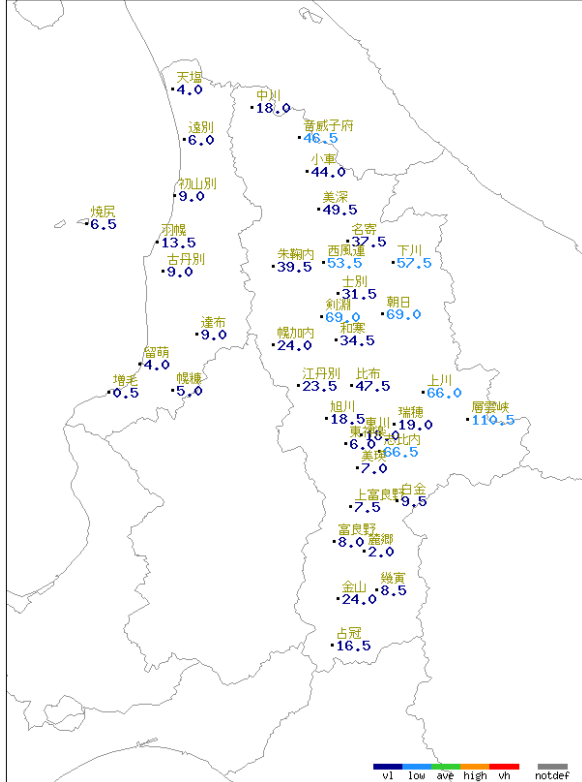 天塩
4.0
中川
18.0
音威子府
46.5
遠別
6.0
小車
44.0
初山別
9.0
美深
49.5
焼尻
6.5
羽幌
13.5
名寄
37.5
朱鞠内
39.5
西風連
53.5
下川
57.5
古丹別
9.0
士別
31.5
剣淵
69.0
朝日
69.0
達布
9.0
幌加内
24.0
和寒
34.5
留萌
4.0
増毛
0.5
幌糠
5.0
江丹別
23.5
比布
47.5
上川
66.0
層雲峡
110.5
旭川
18.5
瑞穂
19.0
東川
18.0
6.0
志比内
66.5
美瑛
7.0
上富良野
7.5
白金
9.5
富良野
8.0
麓郷
2.0
幾寅
8.5
金山
24.0
占冠
16.5
vl low ave high vh notdef